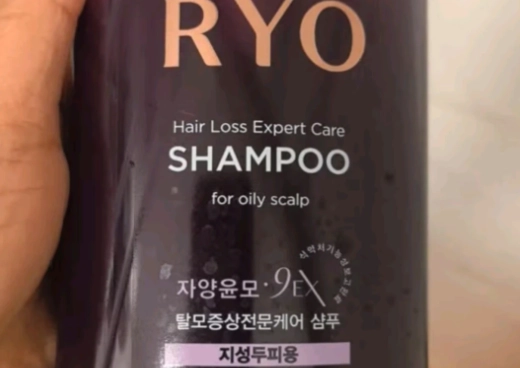 RYO
Hair Loss Expert Care
SHAMPOO
for oily scalp
자양윤모·9EX
탈모증상전문케어 샴푸
지성두피용